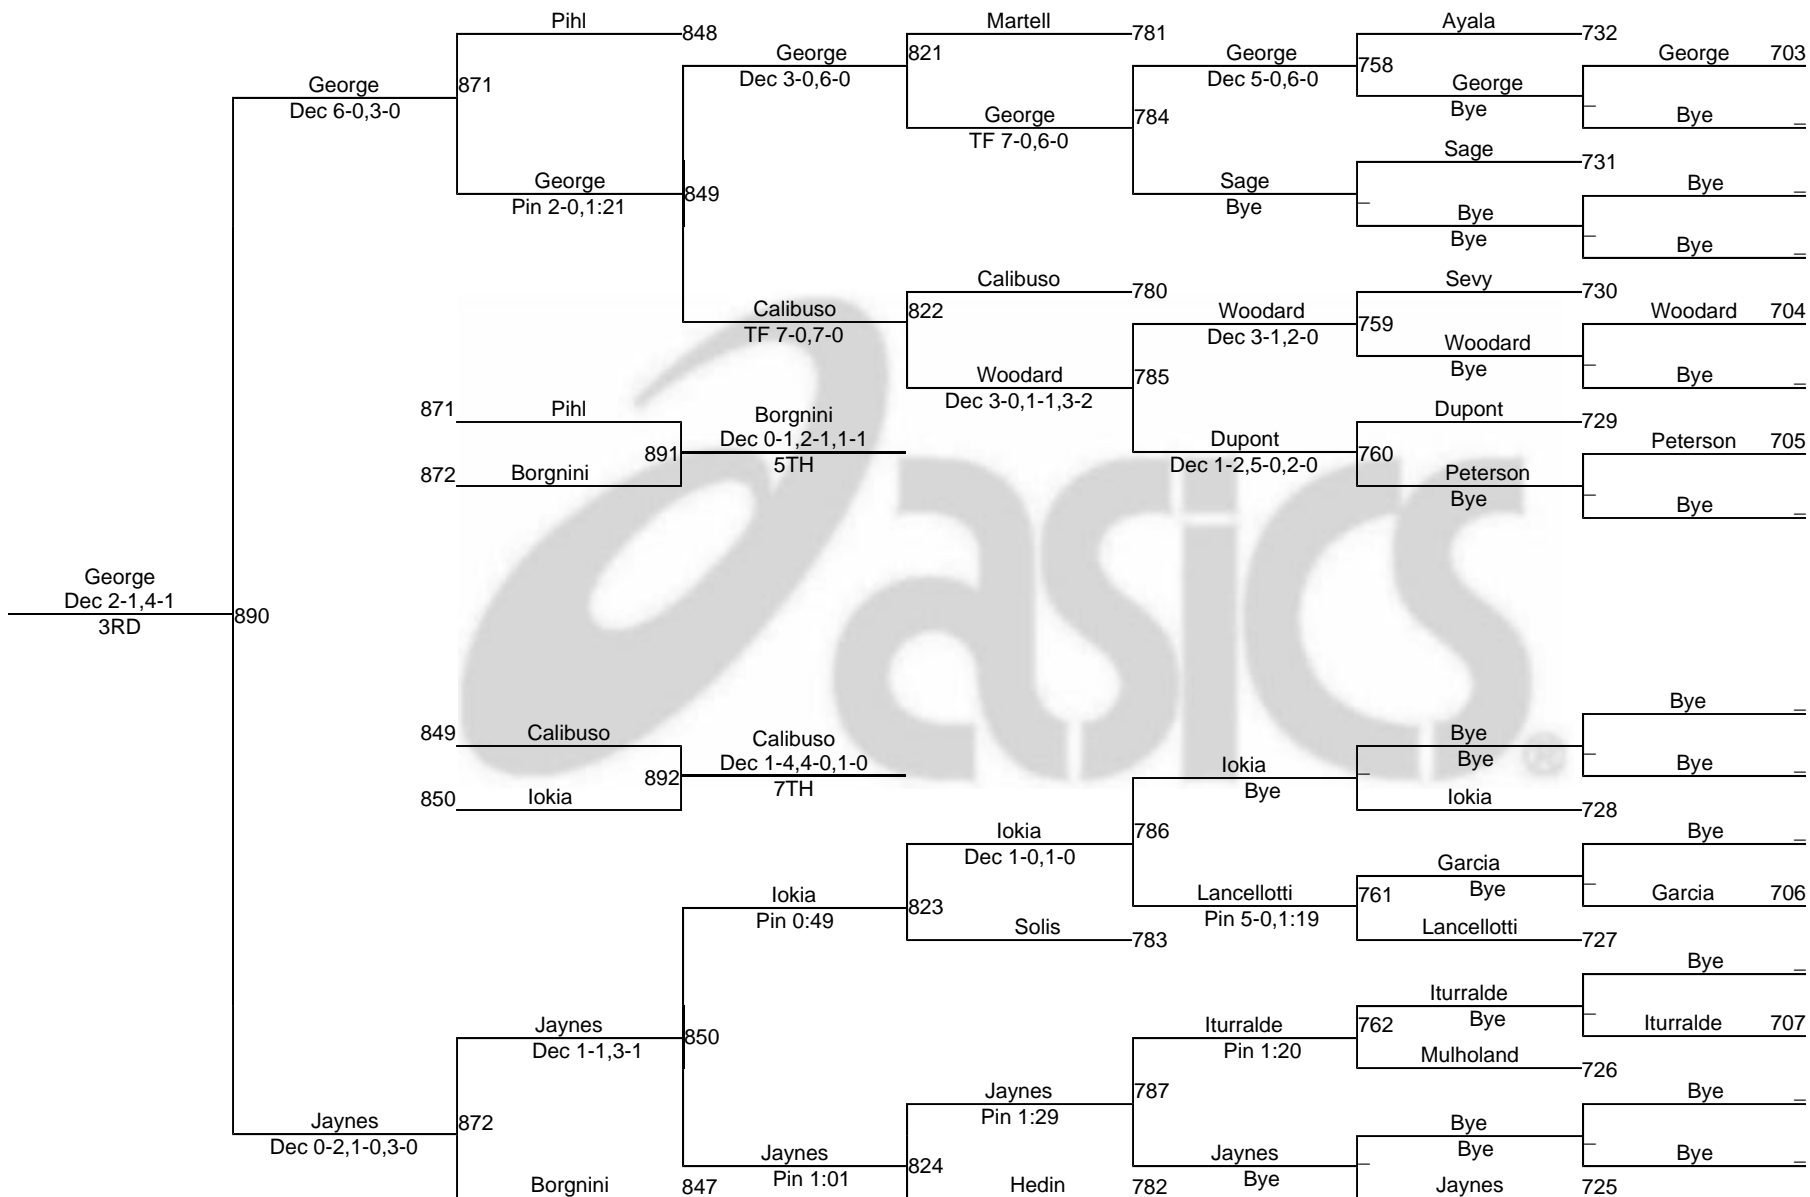 Pihl
848
Martell
781
Ayala
732
George
Dec 3-0,6-0
821
George
Dec 5-0,6-0
758
George
703
George
Dec 6-0,3-0
871
George
TF 7-0,6-0
784
George
Bye
Bye
Sage
731
George
Pin 2-0,1:21
849
Sage
Bye
Bye
Bye
Bye
Bye
Calibuso
780
Sevy
730
Calibuso
TF 7-0,7-0
822
Woodard
Dec 3-1,2-0
759
Woodard
704
Woodard
Bye
Woodard
Dec 3-0,1-1,3-2
785
Bye
871
Pihl
Borgnini
Dec 0-1,2-1,1-1
5TH
891
872
Borgnini
Dupont
729
Dupont
Dec 1-2,5-0,2-0
760
Peterson
705
Peterson
Bye
Bye
asics®
George
Dec 2-1,4-1
3RD
890
849
Calibuso
Calibuso
Dec 1-4,4-0,1-0
7TH
892
850
Iokia
Bye
Bye
Bye
Bye
Iokia
Bye
Iokia
728
Iokia
Dec 1-0,1-0
786
Bye
Garcia
Bye
Iokia
Pin 0:49
823
Lancellotti
Pin 5-0,1:19
761
Garcia
706
Solis
783
Lancellotti
727
Bye
Jaynes
Dec 1-1,3-1
850
Iturralde
Pin 1:20
762
Iturralde
Bye
Iturralde
707
Mulholand
726
Jaynes
Pin 1:29
787
Bye
Jaynes
Dec 0-2,1-0,3-0
872
Bye
Bye
Jaynes
Pin 1:01
824
Jaynes
Bye
Bye
Borgnini
847
Hedin
782
Jaynes
725